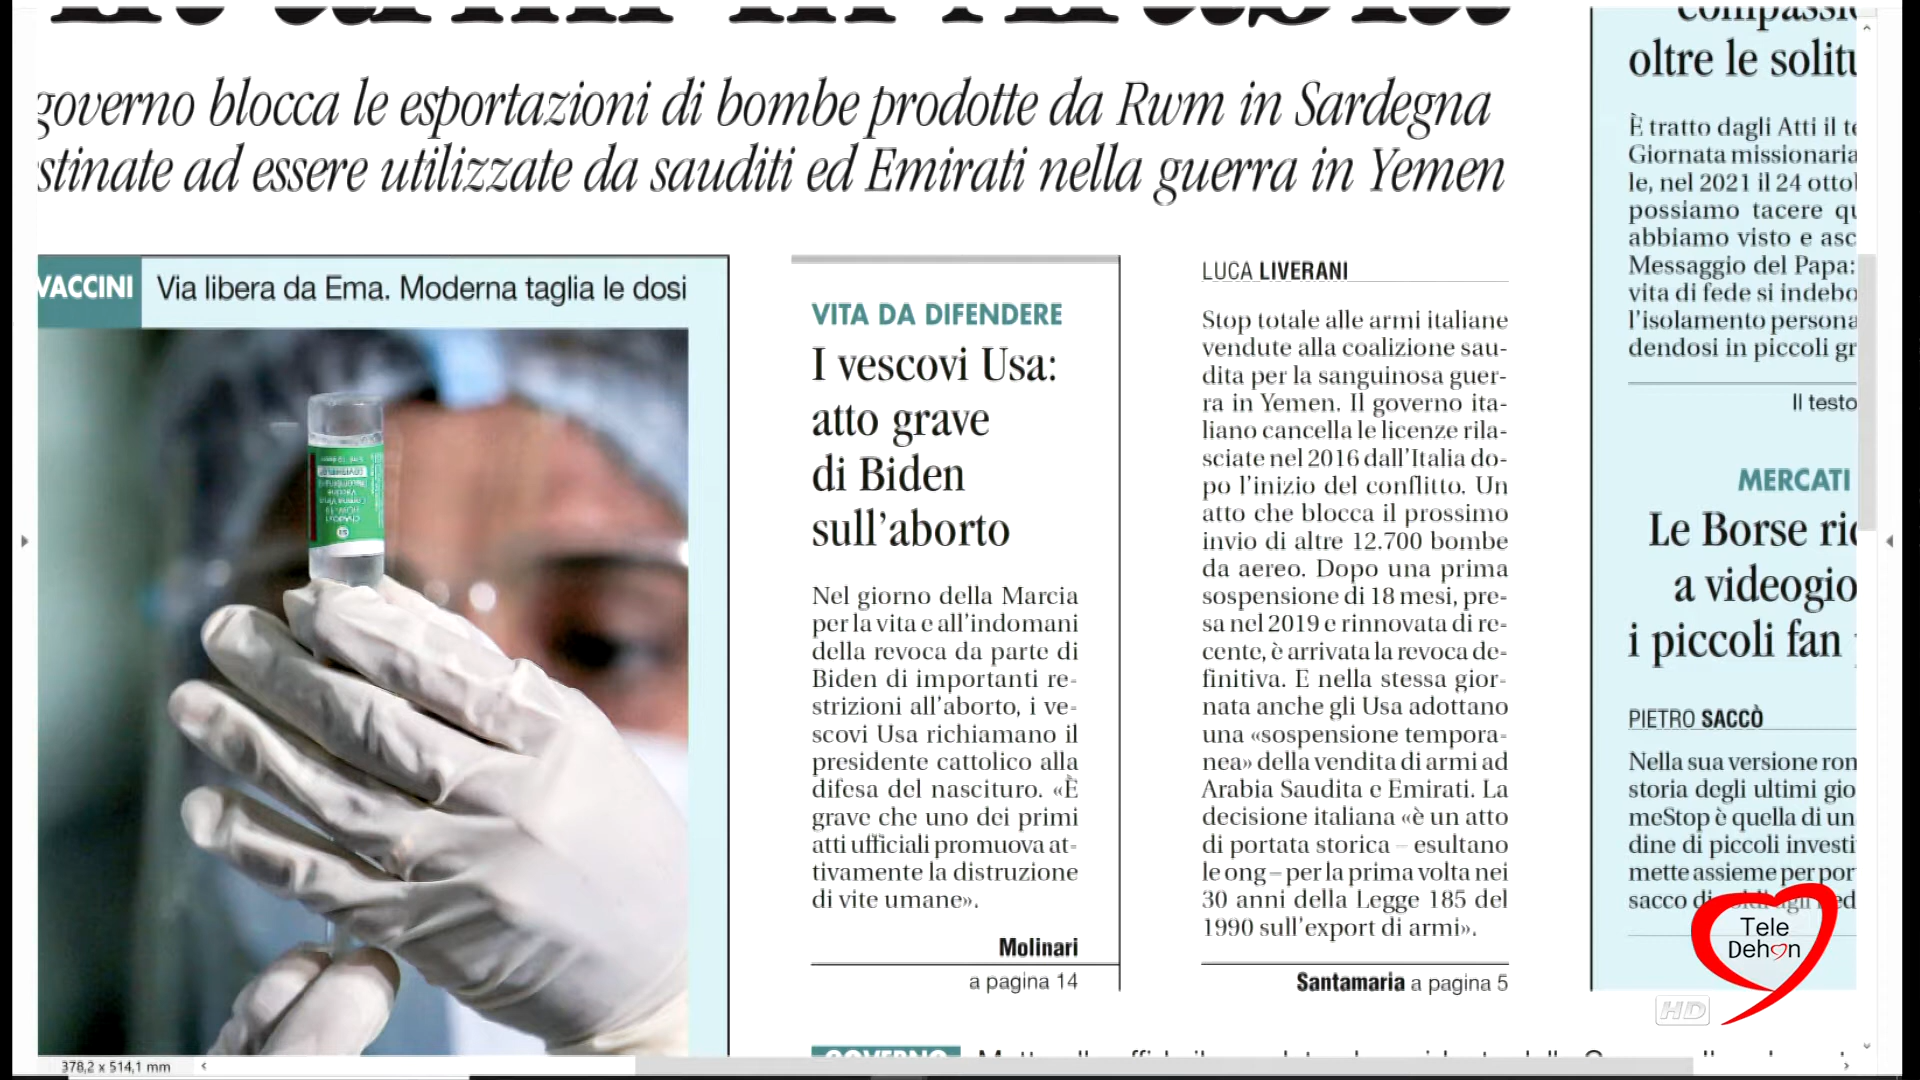 governo blocca le esportazioni di bombe prodotte da Rwm in Sardegna
stinate ad essere utilizzate da sauditi ed Emirati nella guerra in Yemen
VACCINI Via libera da Ema. Moderna taglia le dosi
VITA DA DIFENDERE
I vescovi Usa:
atto grave
di Biden
sull'aborto
Nel giorno della Marcia
per la vita e all'indomani
della revoca da parte di
Biden di importanti re-
strizioni all'aborto, i ve-
scovi Usa richiamano il
presidente cattolico alla
difesa del nascituro. «È
grave che uno dei primi
atti ufficiali promuova at-
tivamente la distruzione
di vite umane».
Molinari
a pagina 14
LUCA LIVERANI
Stop totale alle armi italiane
vendute alla coalizione sau-
dita per la sanguinosa guer-
ra in Yemen. Il governo ita-
liano cancella le licenze rila-
sciate nel 2016 dall'Italia do-
po l'inizio del conflitto. Un
atto che blocca il prossimo
invio di altre 12.700 bombe
da aereo. Dopo una prima
sospensione di 18 mesi, pre-
sa nel 2019 e rinnovata di re-
cente, è arrivata la revoca de-
finitiva. E nella stessa gior-
nata anche gli Usa adottano
una «sospensione tempora-
nea» della vendita di armi ad
Arabia Saudita e Emirati. La
decisione italiana «è un atto
di portata storica – esultano
le ong – per la prima volta nei
30 anni della Legge 185 del
1990 sull'export di armi».
Santamaria a pagina 5
oltre le solitu
È tratto dagli Atti il te
Giornata missionaria
le, nel 2021 il 24 ottol
possiamo tacere qu
abbiamo visto e asc
Messaggio del Papa:
vita di fede si indebo
l'isolamento persona
dendosi in piccoli gr
Il testo
MERCATI
Le Borse ric
a videogio
i piccoli fan
PIETRO SACCÒ
Nella sua versione ron
storia degli ultimi gio
meStop è quella di un
dine di piccoli investi
mette assieme per por
sacco di
Tele
Dehon
HD
378,2 x 514,1 mm